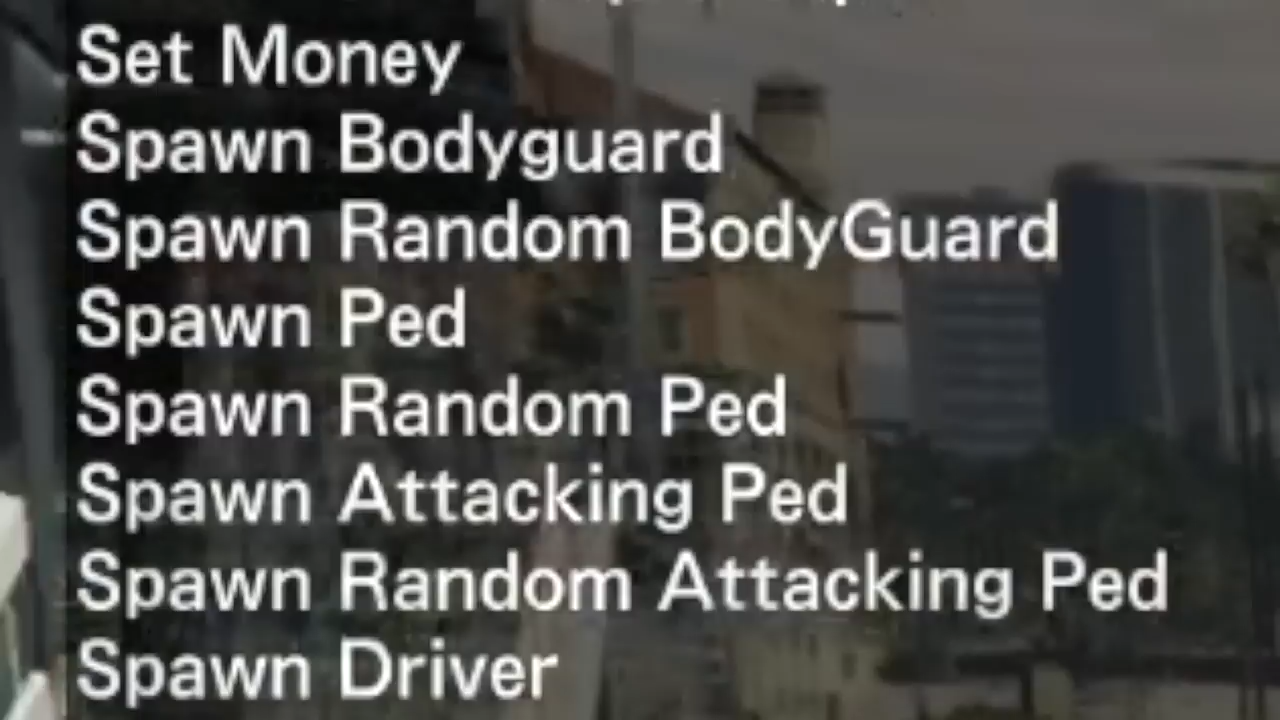 Set Money
Spawn Bodyguard
Spawn Random BodyGuard
Spawn Ped
Spawn Random Ped
Spawn Attacking Ped
Spawn Random Attacking Ped
Spawn Driver